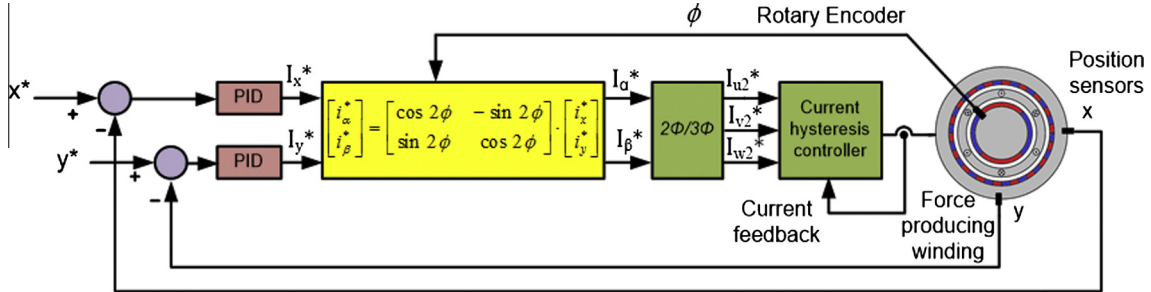 ϕ
Rotary Encoder
Position
sensors
x
x*
+
-
PID
Ix*
[iα*
iβ*] = [cos 2ϕ − sin 2ϕ
sin 2ϕ cos 2ϕ] · [ix*
iy*]
Iα*
Iβ*
2Φ/3Φ
Iu2*
Iv2*
Iw2*
Current
hysteresis
controller
y*
+
-
PID
Iy*
Current
feedback
Force
producing
winding
y